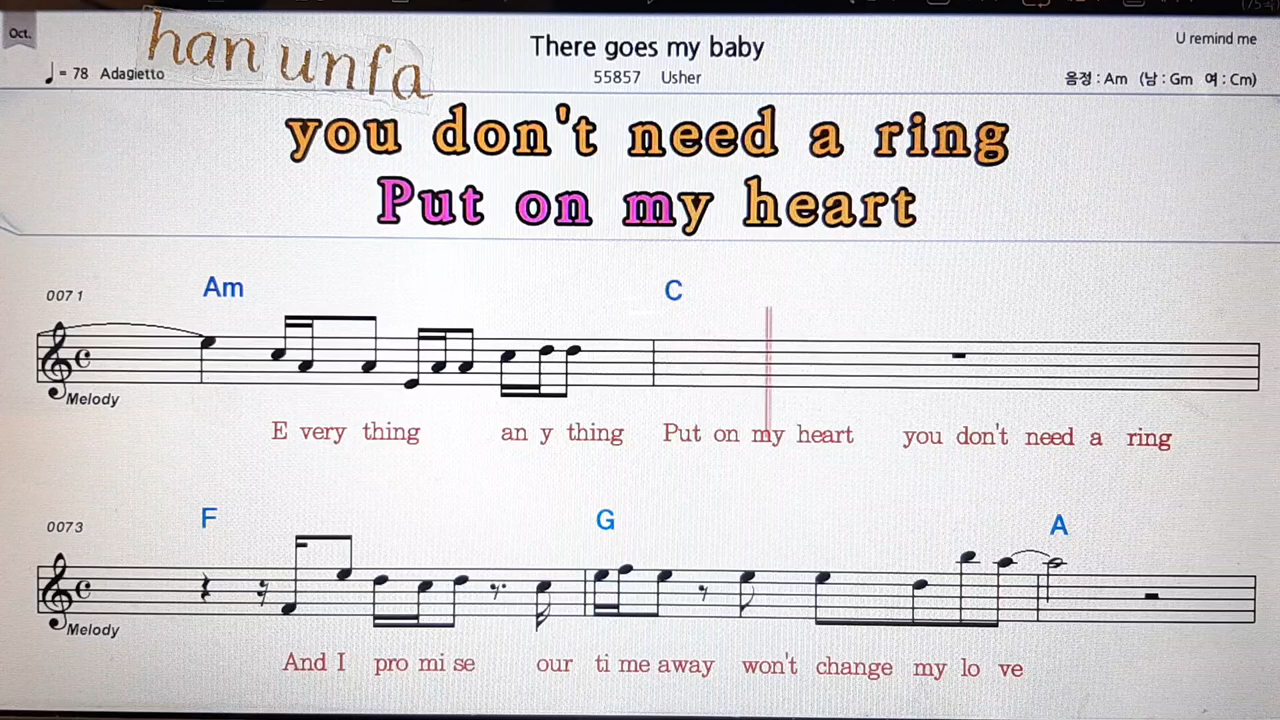 Oct.
han unfa
♩= 78 Adagietto
There goes my baby
55857 Usher
U remind me
음정 : Am (남 : Gm 여 : Cm)
you don't need a ring
Put on my heart
0071
Am
C
Melody
E very thing an y thing Put on my heart you don't need a ring
0073
F
G
A
Melody
And I pro mi se our ti me away won't change my lo ve